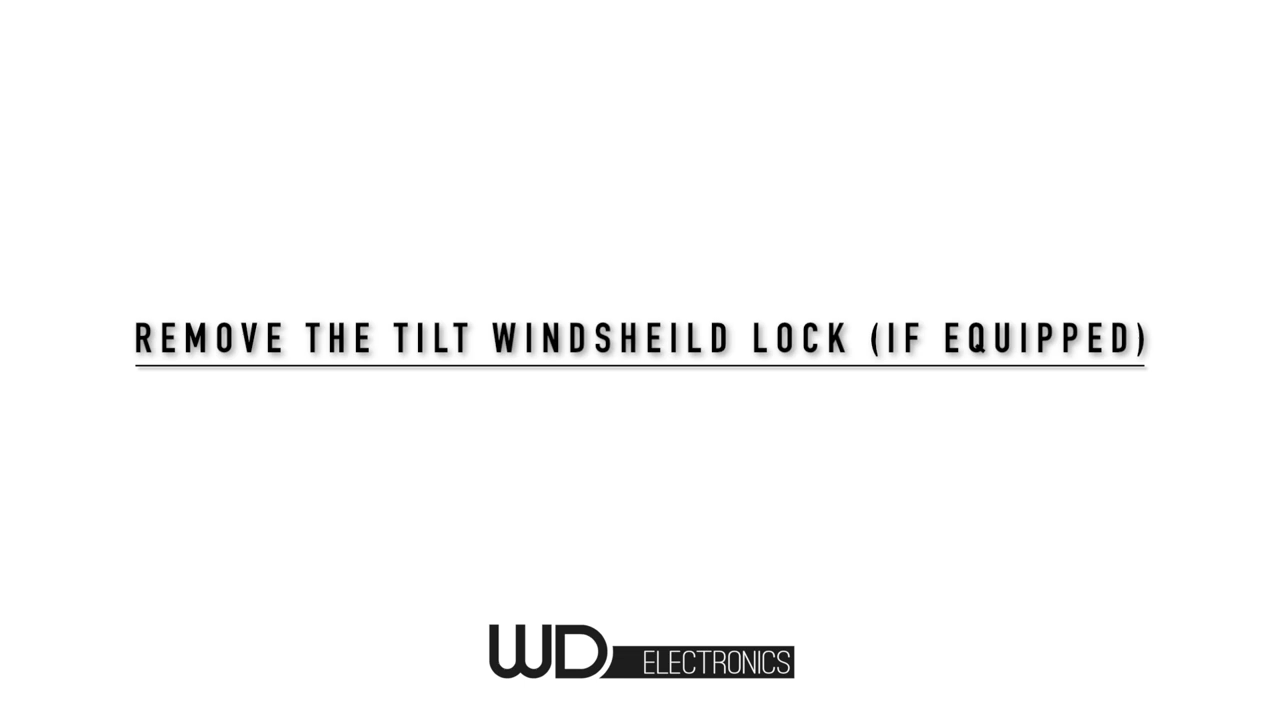 REMOVE THE TILT WINDSHEILD LOCK (IF EQUIPPED)
WD ELECTRONICS